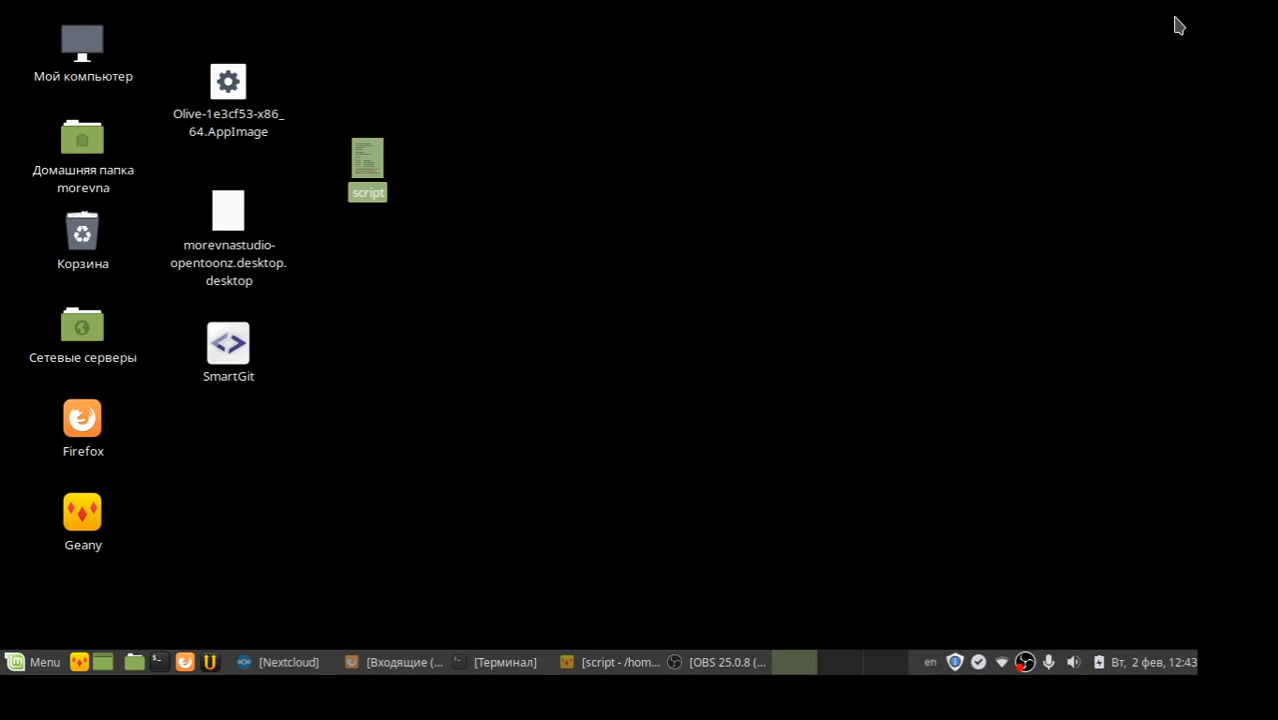 Мой компьютер
Домашняя папка
morevna
Корзина
Сетевые серверы
Firefox
Geany
Olive-1e3cf53-x86_
64.AppImage
morevnastudio-
opentoonz.desktop.
desktop
SmartGit
script
Menu
[Nextcloud]
[Входящие (...
[Терминал]
[script - /hom...
[OBS 25.0.8 (...
en
Вт, 2 фев, 12:43